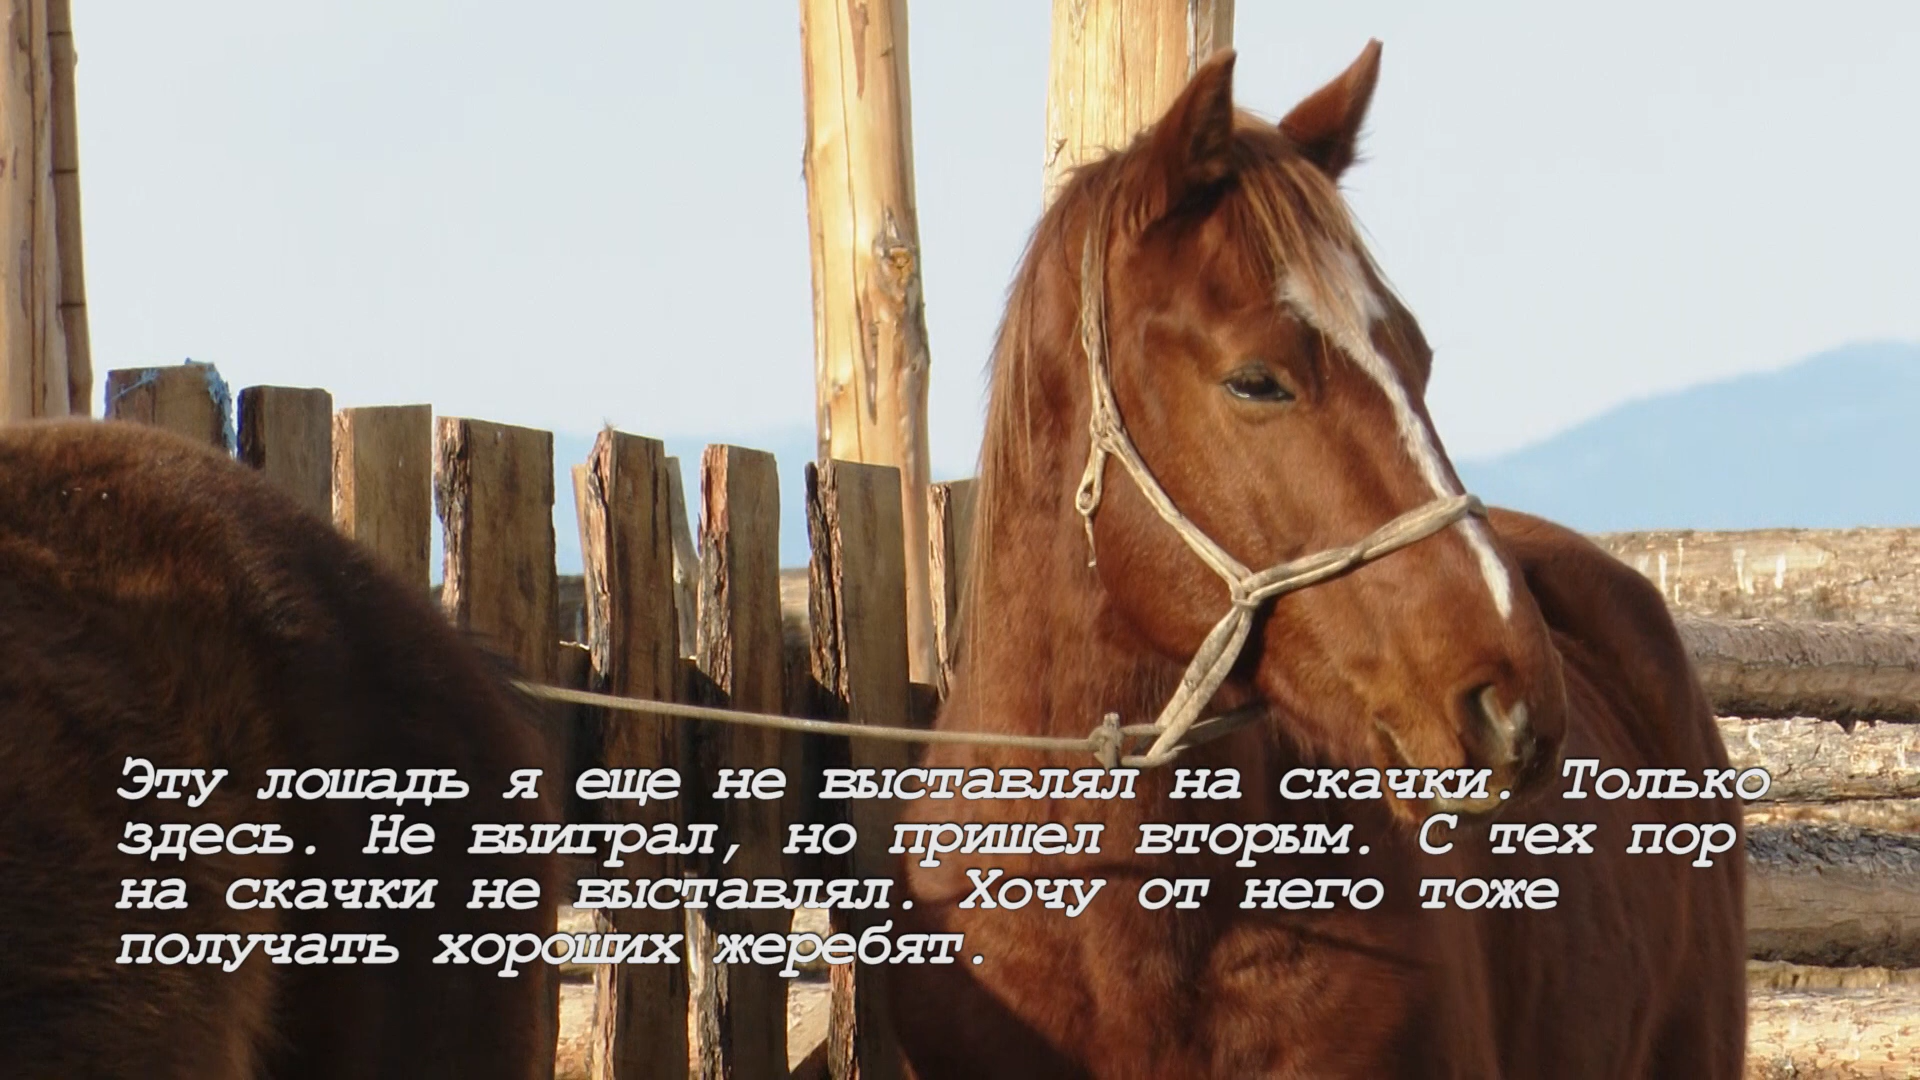 Эту лошадь я еще не выставлял на скачки. Только
здесь. Не выиграл, но пришел вторым. С тех пор
на скачки не выставлял. Хочу от него тоже
получать хороших жеребят.